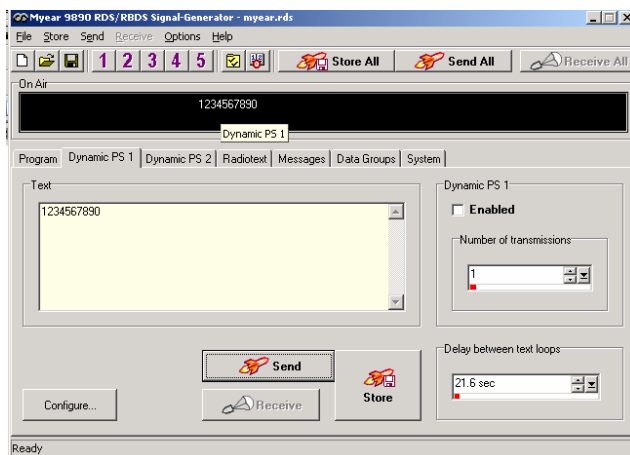 Myear 9890 RDS/RBDS Signal-Generator - myear.rds
File Store Send Receive Options Help
1 2 3 4 5 Store All Send All Receive All
On Air
1234567890
Dynamic PS 1
Program Dynamic PS 1 Dynamic PS 2 Radiotext Messages Data Groups System
Text
1234567890
Dynamic PS 1
Enabled
Number of transmissions
1
Delay between text loops
21.6 sec
Send
Receive
Store
Configure...
Ready